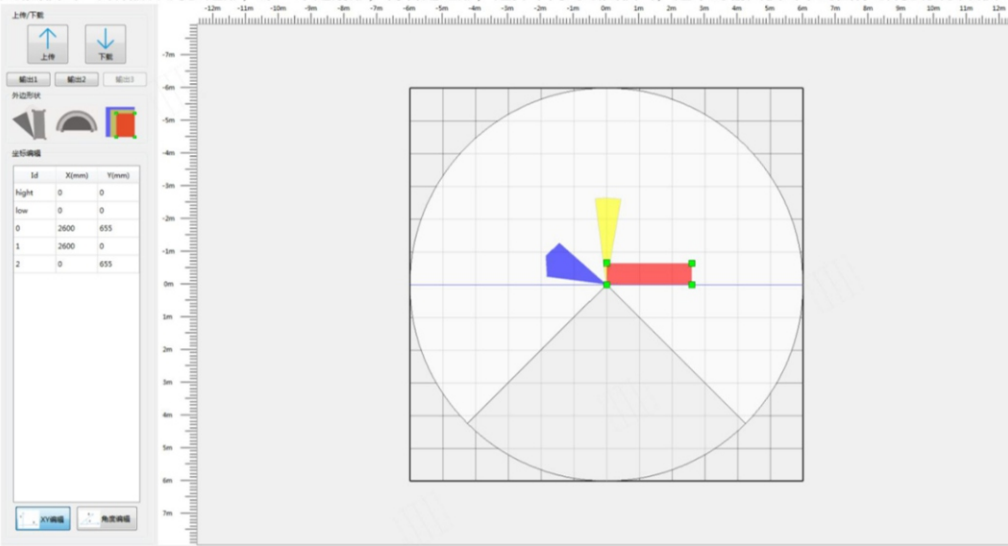 上传/下载
上传
下载
输出1 输出2 输出3
外边形状
坐标编辑
Id X(mm) Y(mm)
hight 0 0
low 0 0
0 2600 655
1 2600 0
2 0 655
XY编辑 角度编辑
-12m -11m -10m -9m -8m -7m -6m -5m -4m -3m -2m -1m 0m 1m 2m 3m 4m 5m 6m 7m 8m 9m 10m 11m 12m
-7m
-6m
-5m
-4m
-3m
-2m
-1m
0m
1m
2m
3m
4m
5m
6m
7m